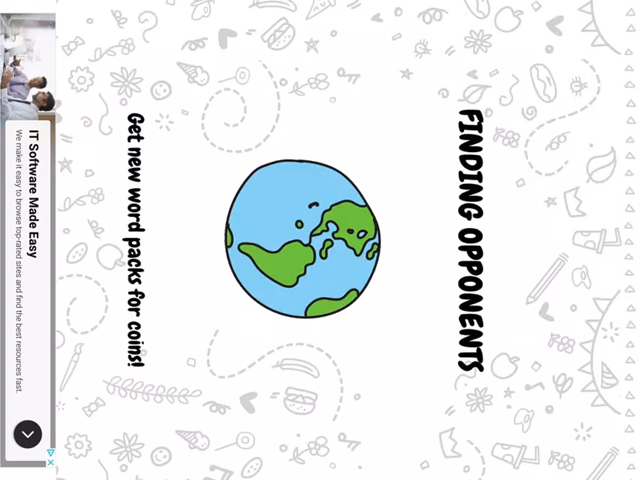 FINDING OPPONENTS
Get new word packs for coins!
IT Software Made Easy
We make it easy to browse top-rated sites and find the best resources fast.